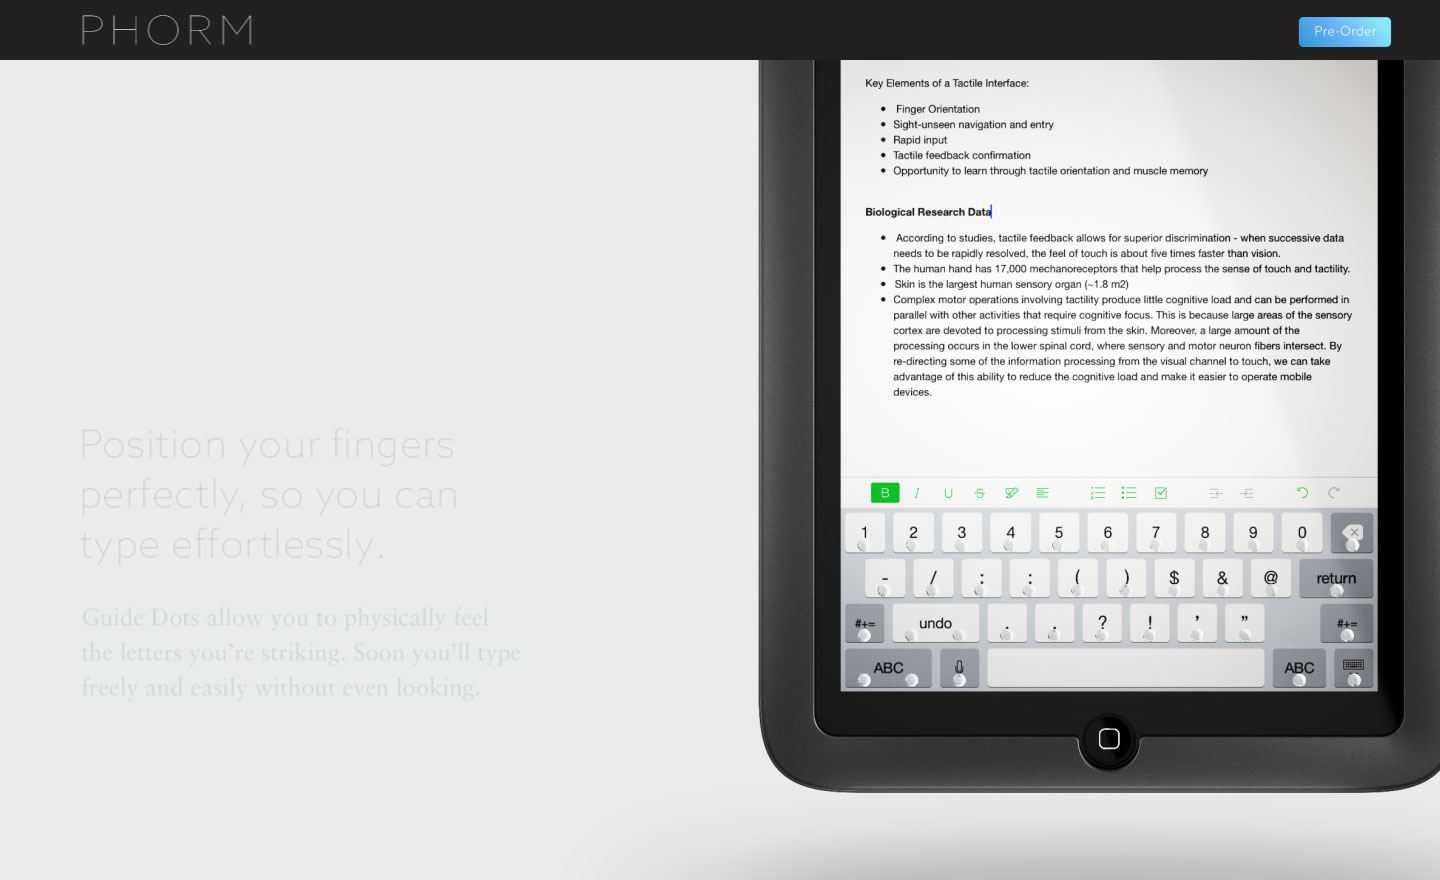 PHORM
Pre-Order
Key Elements of a Tactile Interface:
• Finger Orientation
• Sight-unseen navigation and entry
• Rapid input
• Tactile feedback confirmation
• Opportunity to learn through tactile orientation and muscle memory
Biological Research Data
• According to studies, tactile feedback allows for superior discrimination - when successive data
needs to be rapidly resolved, the feel of touch is about five times faster than vision.
• The human hand has 17,000 mechanoreceptors that help process the sense of touch and tactility.
• Skin is the largest human sensory organ (~1.8 m2)
• Complex motor operations involving tactility produce little cognitive load and can be performed in
parallel with other activities that require cognitive focus. This is because large areas of the sensory
cortex are devoted to processing stimuli from the skin. Moreover, a large amount of the
processing occurs in the lower spinal cord, where sensory and motor neuron fibers intersect. By
re-directing some of the information processing from the visual channel to touch, we can take
advantage of this ability to reduce the cognitive load and make it easier to operate mobile
devices.
Position your fingers
perfectly, so you can
type effortlessly.
Guide Dots allow you to physically feel
the letters you're striking. Soon you'll type
freely and easily without even looking.
B I U S
1 2 3 4 5 6 7 8 9 0
- / : : ( ) $ & @ return
#+= undo . . ? ! ' " #+=
ABC ABC